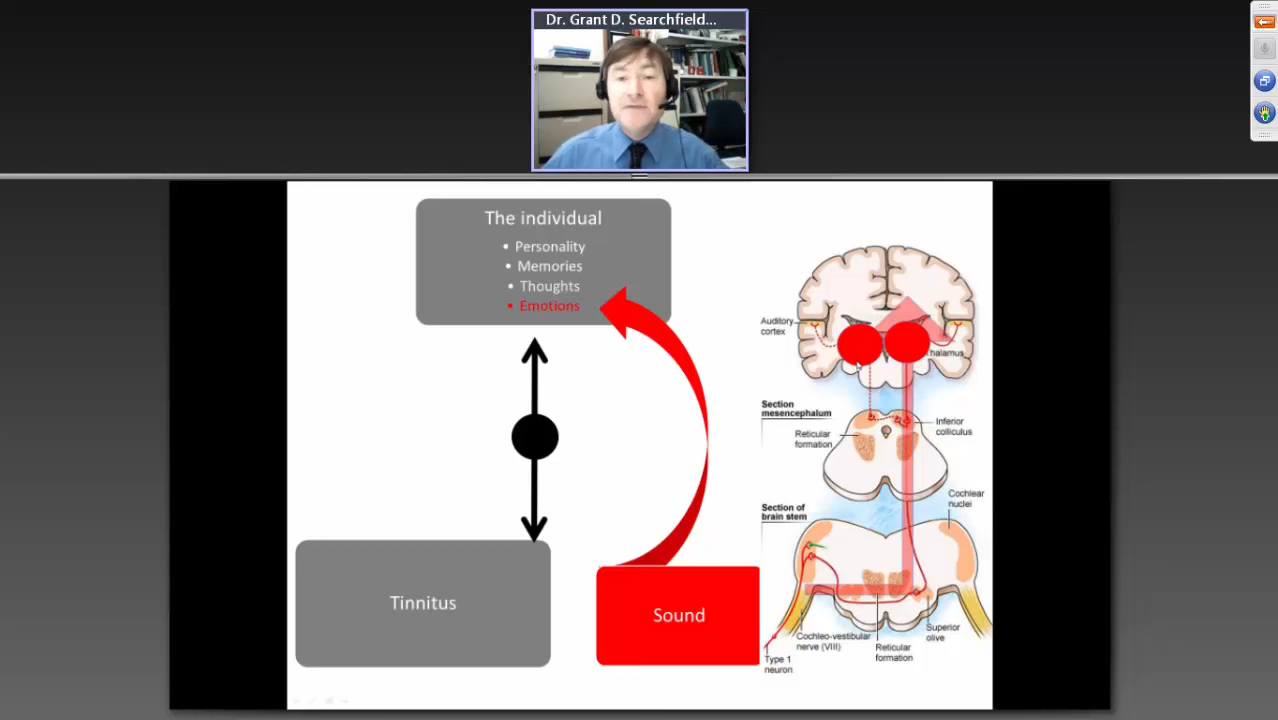 Dr. Grant D. Searchfield...
The individual
• Personality
• Memories
• Thoughts
• Emotions
Tinnitus
Sound
Auditory
cortex
Thalamus
Section
mesencephalum
Reticular
formation
Inferior
colliculus
Cochlear
nuclei
Section of
brain stem
Superior
olive
Cochleo-vestibular
nerve (VIII)
Reticular
formation
Type 1
neuron